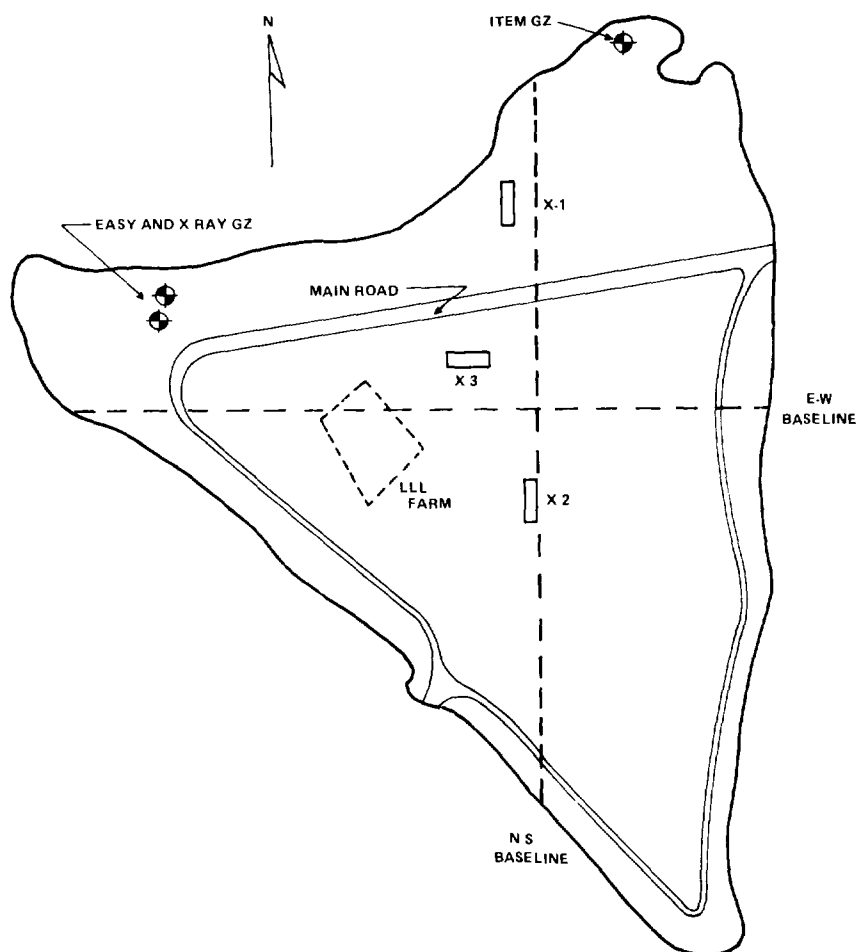 N
ITEM GZ
X-1
EASY AND X RAY GZ
MAIN ROAD
X 3
E-W
BASELINE
LLL
FARM
X 2
N S
BASELINE